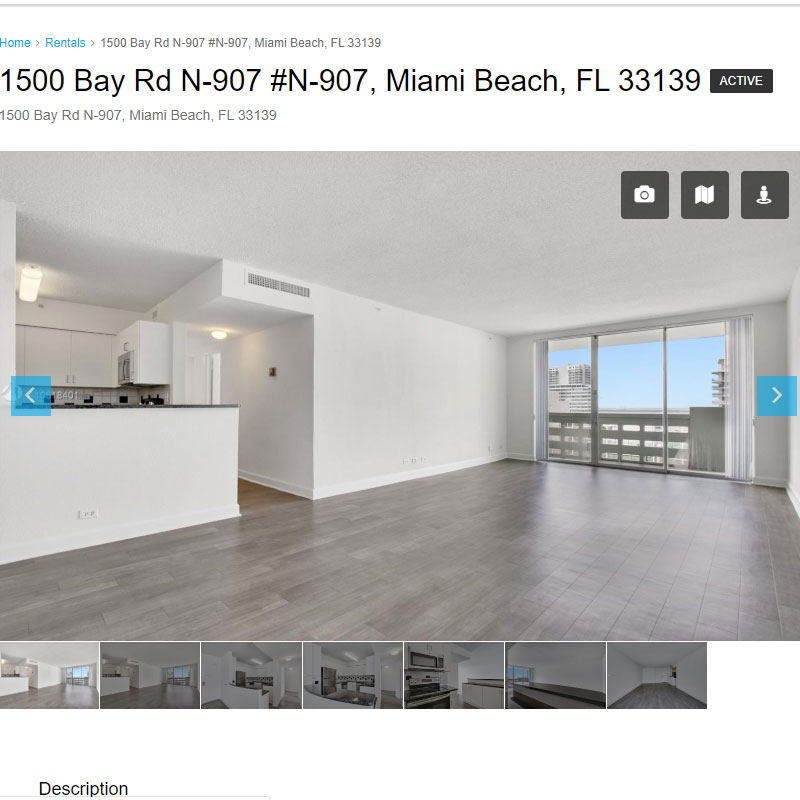 Home > Rentals > 1500 Bay Rd N-907 #N-907, Miami Beach, FL 33139
1500 Bay Rd N-907 #N-907, Miami Beach, FL 33139 ACTIVE
1500 Bay Rd N-907, Miami Beach, FL 33139
Description